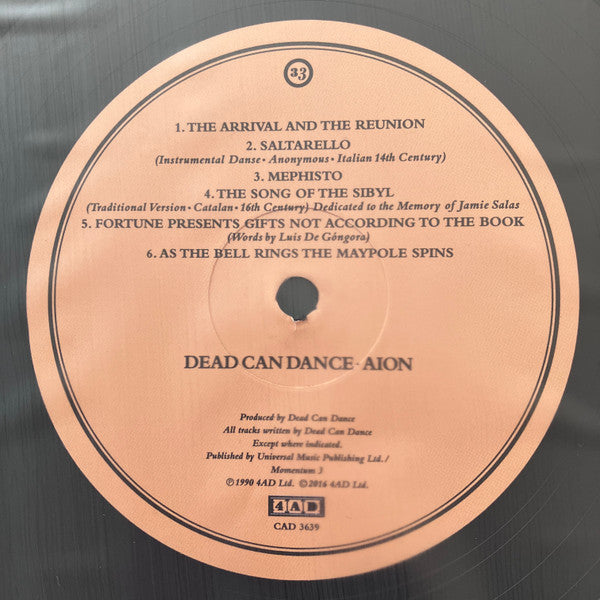 33
1. THE ARRIVAL AND THE REUNION
2. SALTARELLO
(Instrumental Danse • Anonymous • Italian 14th Century)
3. MEPHISTO
4. THE SONG OF THE SIBYL
(Traditional Version • Catalan • 16th Century) Dedicated to the Memory of Jamie Salas
5. FORTUNE PRESENTS GIFTS NOT ACCORDING TO THE BOOK
(Words by Luis De Góngora)
6. AS THE BELL RINGS THE MAYPOLE SPINS
DEAD CAN DANCE · AION
Produced by Dead Can Dance
All tracks written by Dead Can Dance
Except where indicated.
Published by Universal Music Publishing Ltd. /
Momentum 3
℗ 1990 4AD Ltd. © 2016 4AD Ltd.
4AD
CAD 3639